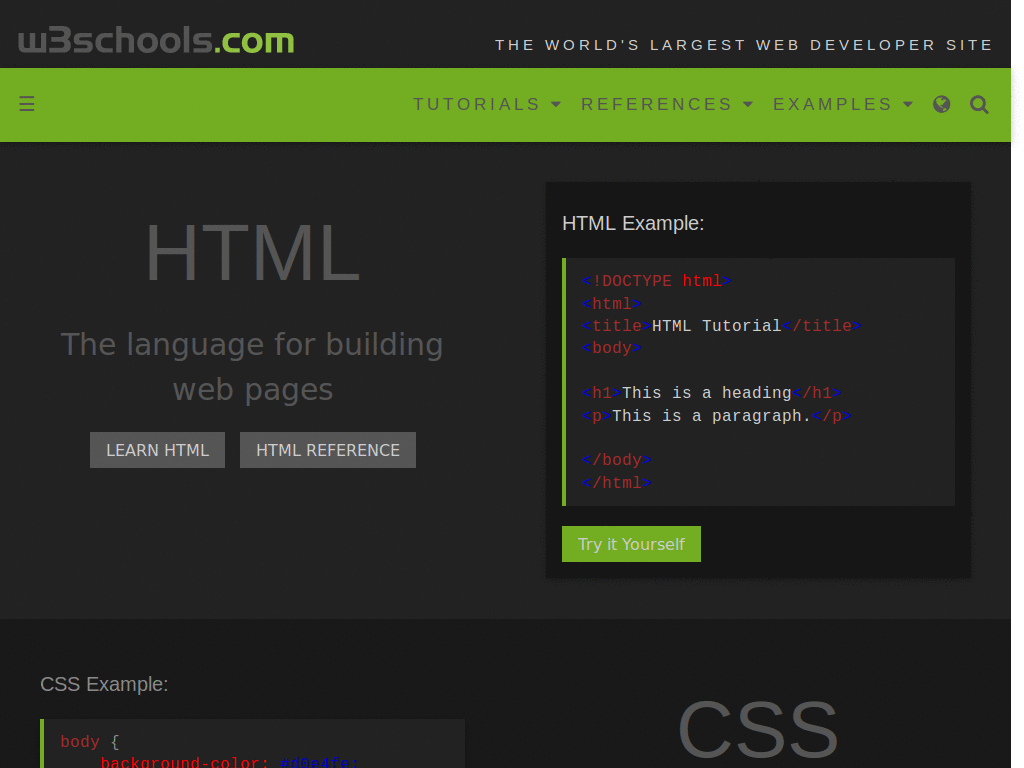 w3schools.com
THE WORLD'S LARGEST WEB DEVELOPER SITE
☰ TUTORIALS REFERENCES EXAMPLES
HTML
The language for building
web pages
LEARN HTML HTML REFERENCE
HTML Example:
<!DOCTYPE html>
<html>
<title>HTML Tutorial</title>
<body>
<h1>This is a heading</h1>
<p>This is a paragraph.</p>
</body>
</html>
Try it Yourself
CSS Example:
body {
background-color: #d0e4fe;
CSS